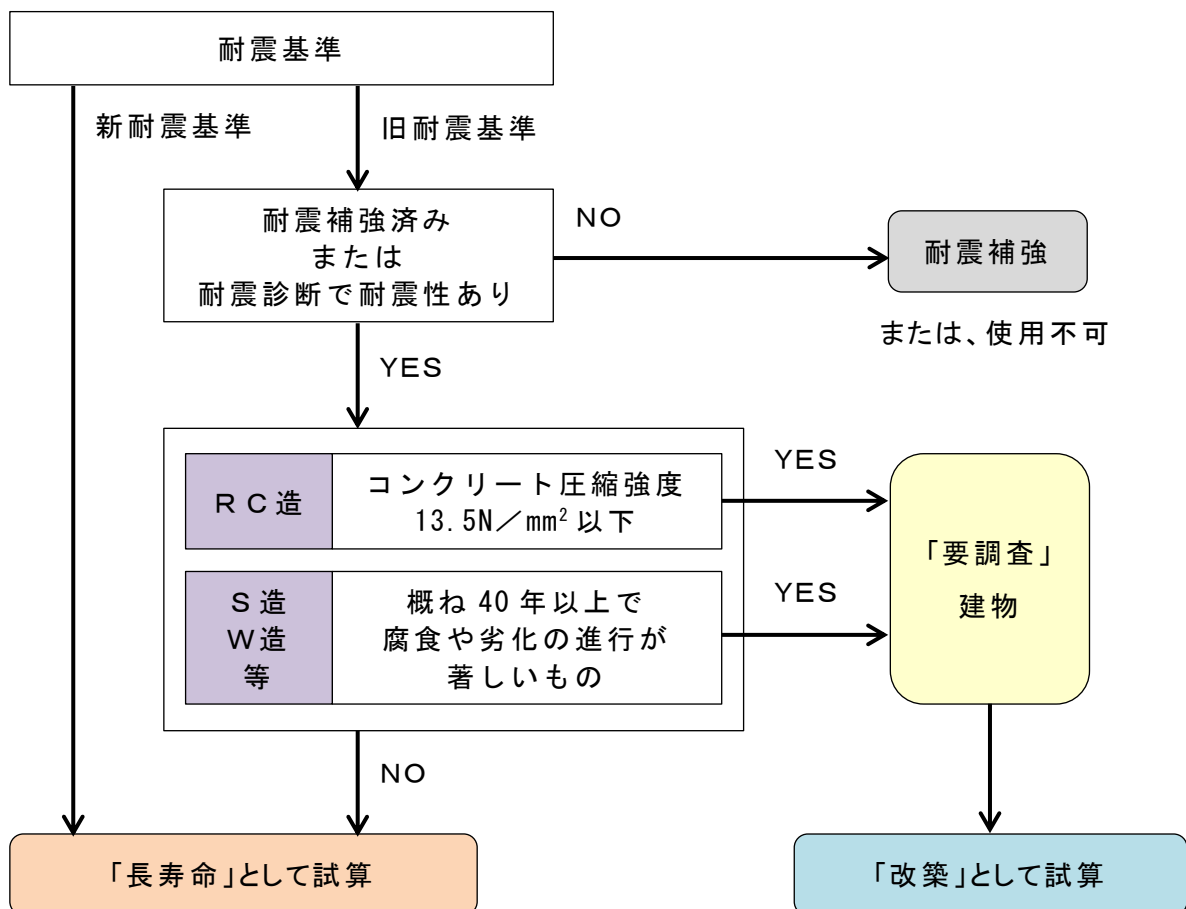 耐震基準
新耐震基準
旧耐震基準
耐震補強済み
または
耐震診断で耐震性あり
NO
耐震補強
または、使用不可
YES
RC造
コンクリート圧縮強度
13.5N／mm²以下
YES
S造
W造
等
概ね40年以上で
腐食や劣化の進行が
著しいもの
YES
「要調査」
建物
NO
「長寿命」として試算
「改築」として試算